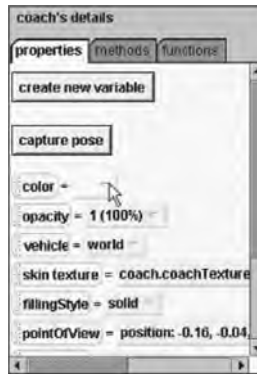 coach's details
properties methods functions
create new variable
capture pose
color =
opacity = 1 (100%)
vehicle = world
skin texture = coach.coachTexture
fillingStyle = solid
pointOfView = position: -0.16, -0.04,